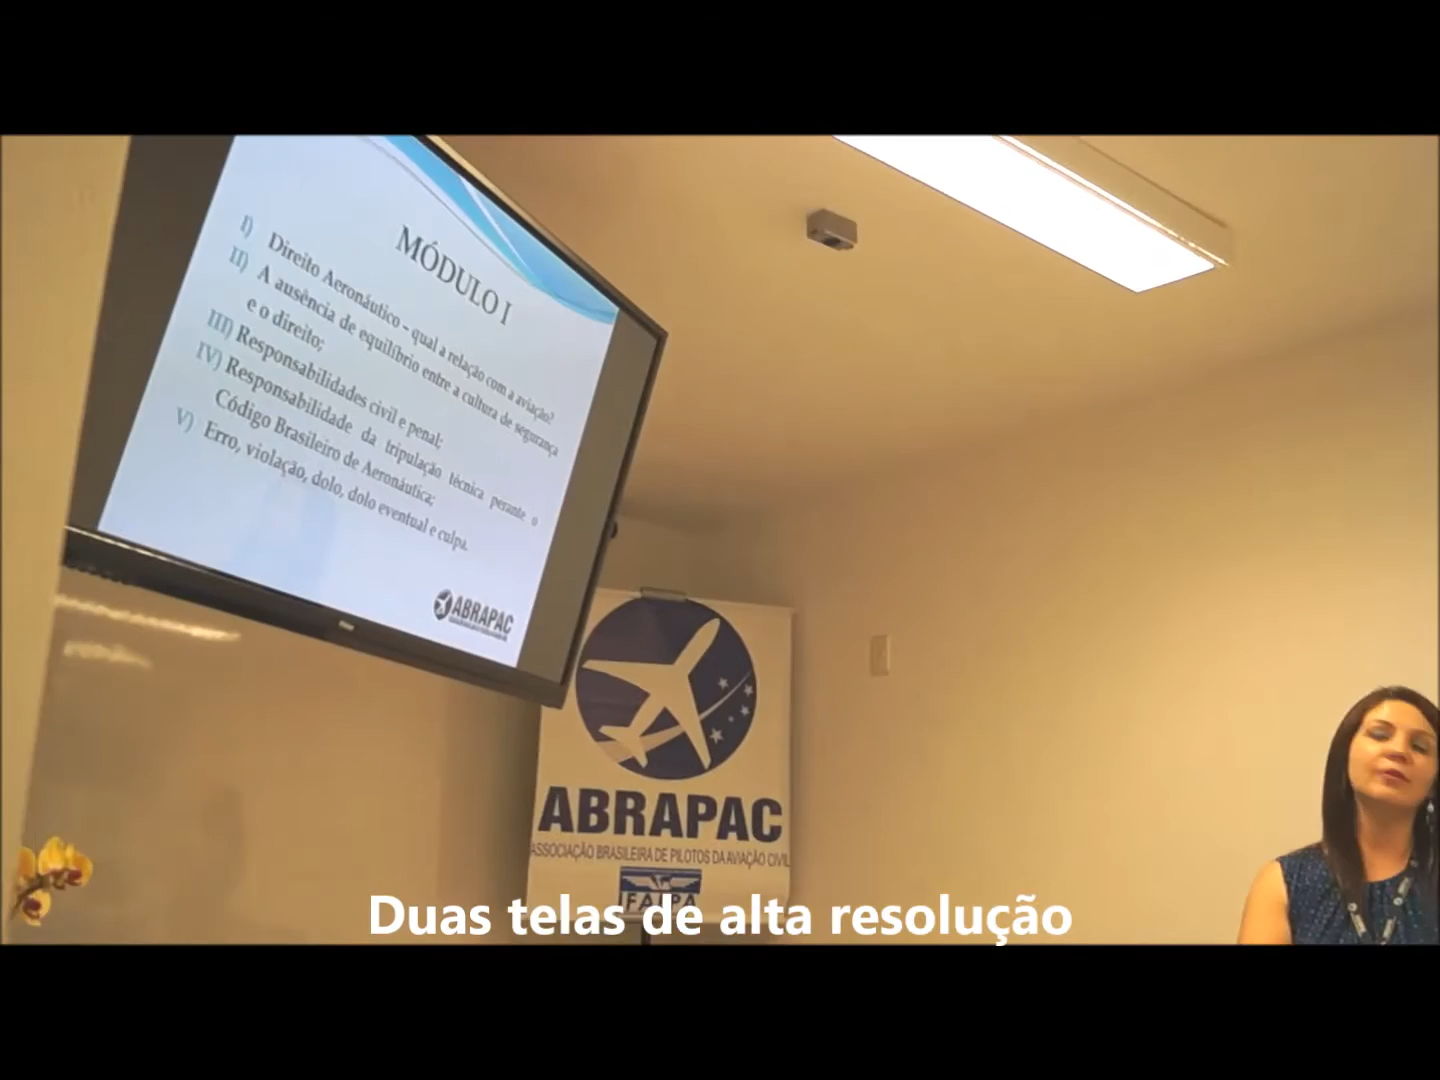 MÓDULO I
I) Direito Aeronáutico – qual a relação com a aviação?
II) A ausência de equilíbrio entre a cultura de segurança
e o direito;
III) Responsabilidades civil e penal;
IV) Responsabilidade da tripulação técnica perante o
Código Brasileiro de Aeronáutica;
V) Erro, violação, dolo, dolo eventual e culpa.
ABRAPAC
ABRAPAC
ASSOCIAÇÃO BRASILEIRA DE PILOTOS DA AVIAÇÃO CIVIL
Duas telas de alta resolução